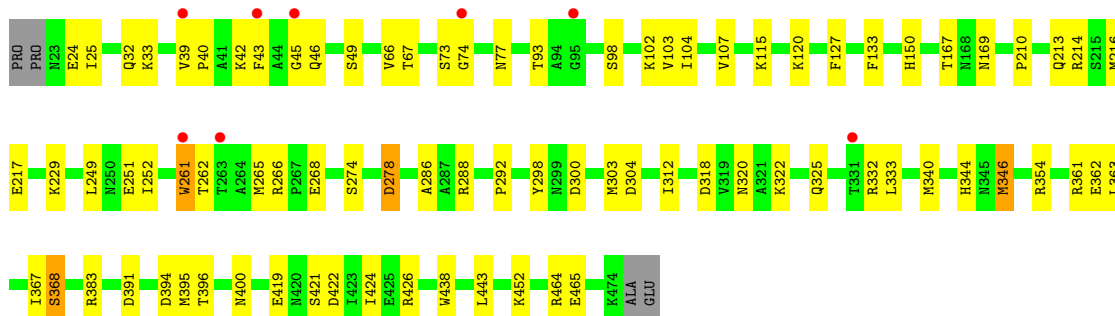 PRO PRO N23 E24 I25 Q32 K33 V39 P40 A41 K42 F43 A44 G45 Q46 S49 V66 T67 S73 G74 N77 T93 A94 G95 S98 K102 V103 I104 V107 K115 K120 F127 F133 H150 T167 N168 N169 P210 Q213 R214 S215 M216
E217 K229 L249 N250 E251 I252 W261 T262 T263 A264 M265 R266 P267 E268 S274 D278 A286 A287 R288 P292 Y298 N299 D300 M303 D304 I312 D318 V319 N320 A321 K322 Q325 T331 R332 L333 M340 H344 N345 M346 R354 R361 E362 L363
I367 S368 R383 D391 D394 M395 T396 N400 E419 N420 S421 D422 I423 I424 E425 R426 W438 L443 K452 R464 E465 K474 ALA GLU